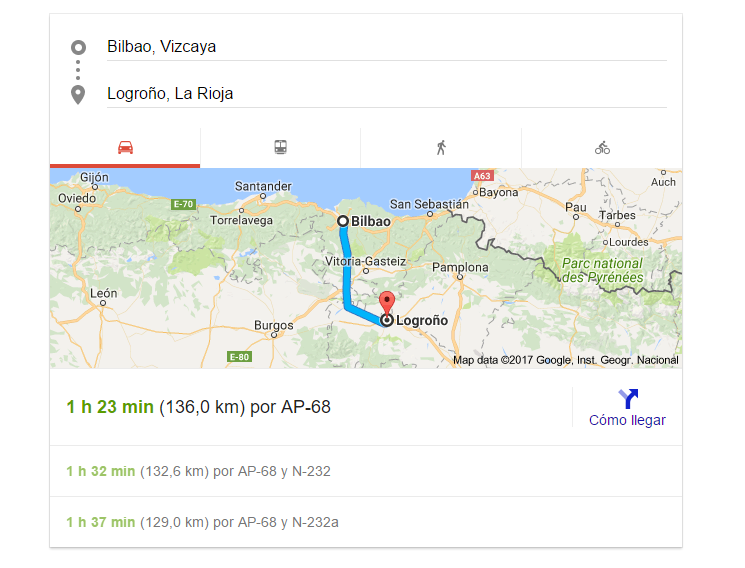 Bilbao, Vizcaya
Logroño, La Rioja
Gijón
Oviedo
E-70
Santander
Torrelavega
Bilbao
San Sebastián
A63
Bayona
Auch
Pau
Tarbes
Lourdes
Vitoria-Gasteiz
Pamplona
Parc national
des Pyrénées
León
Burgos
Logroño
E-80
Map data ©2017 Google, Inst. Geogr. Nacional
1 h 23 min (136,0 km) por AP-68
Cómo llegar
1 h 32 min (132,6 km) por AP-68 y N-232
1 h 37 min (129,0 km) por AP-68 y N-232a